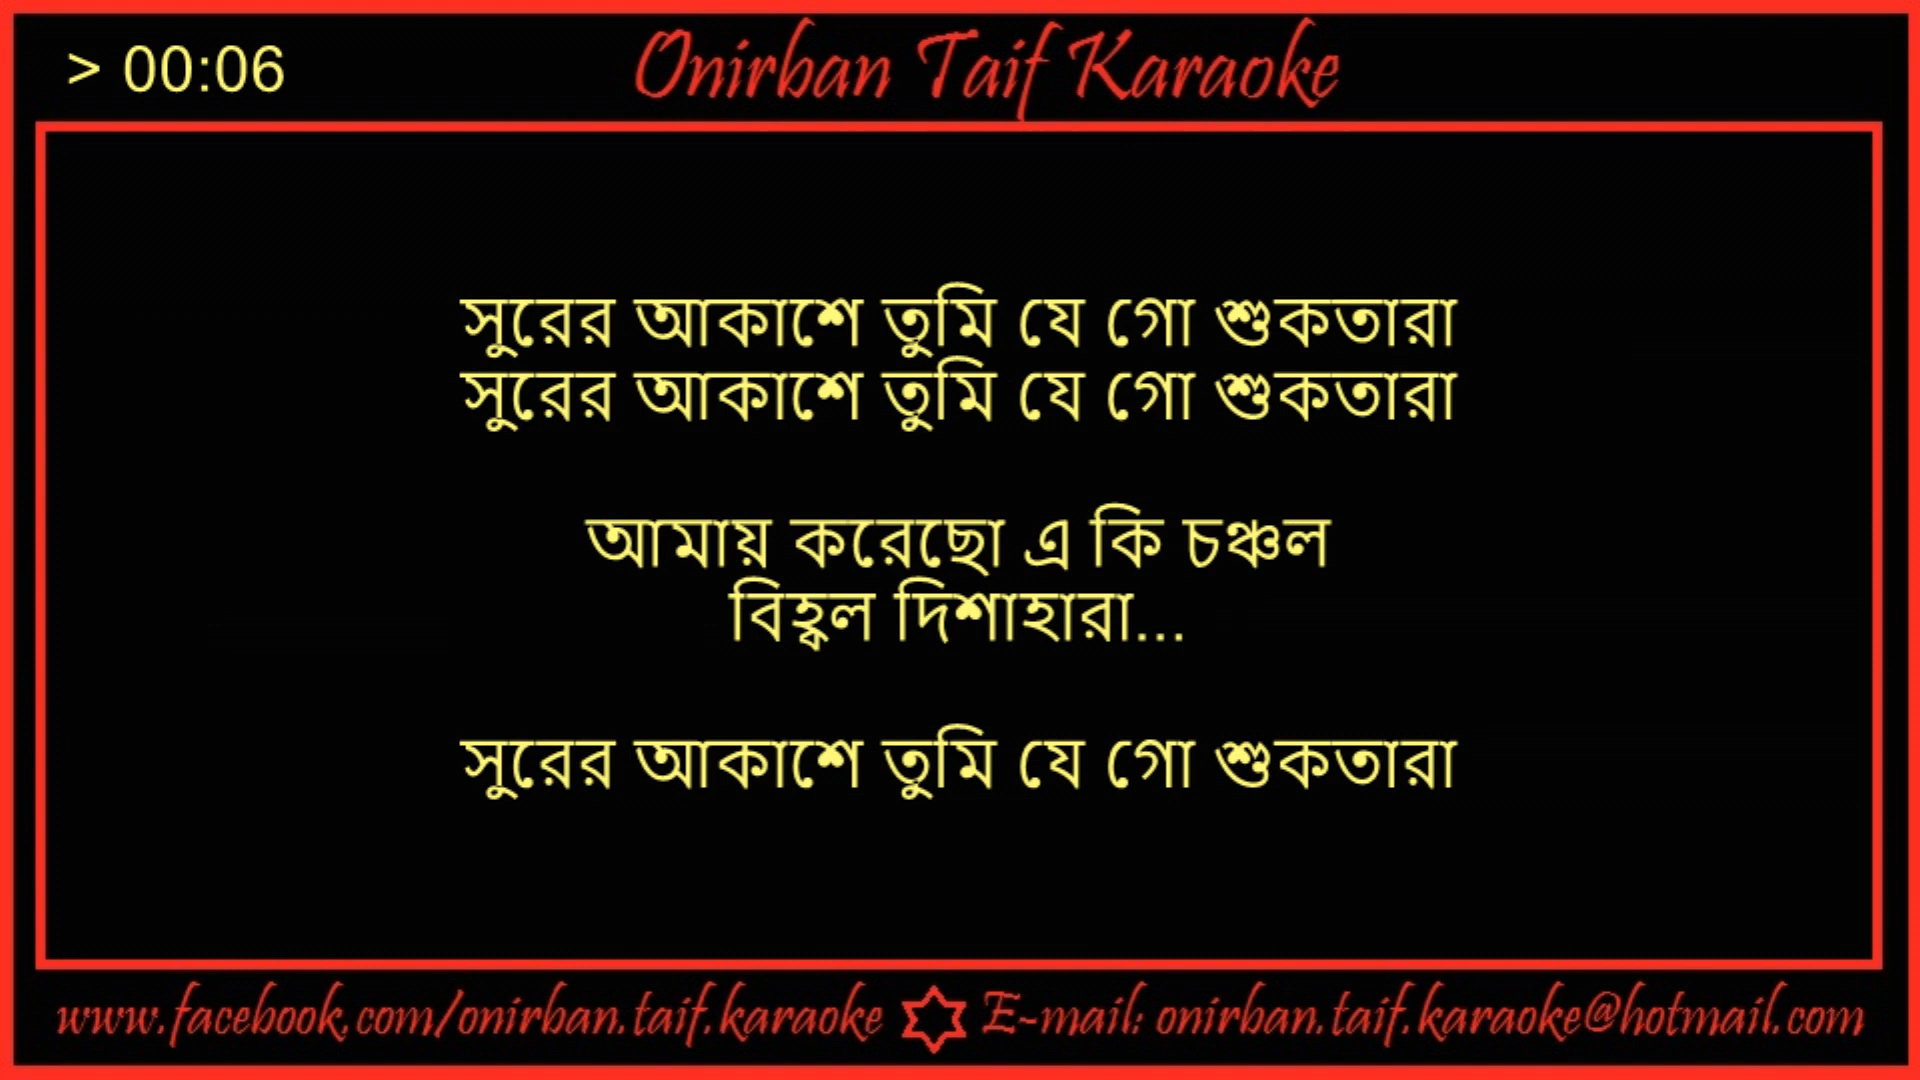 > 00:06
Onirban Taif Karaoke
সুরের আকাশে তুমি যে গো শুকতারা
সুরের আকাশে তুমি যে গো শুকতারা
আমায় করেছো এ কি চঞ্চল
বিহ্বল দিশাহারা...
সুরের আকাশে তুমি যে গো শুকতারা
www.facebook.com/onirban.taif.karaoke ✡ E-mail: onirban.taif.karaoke@hotmail.com